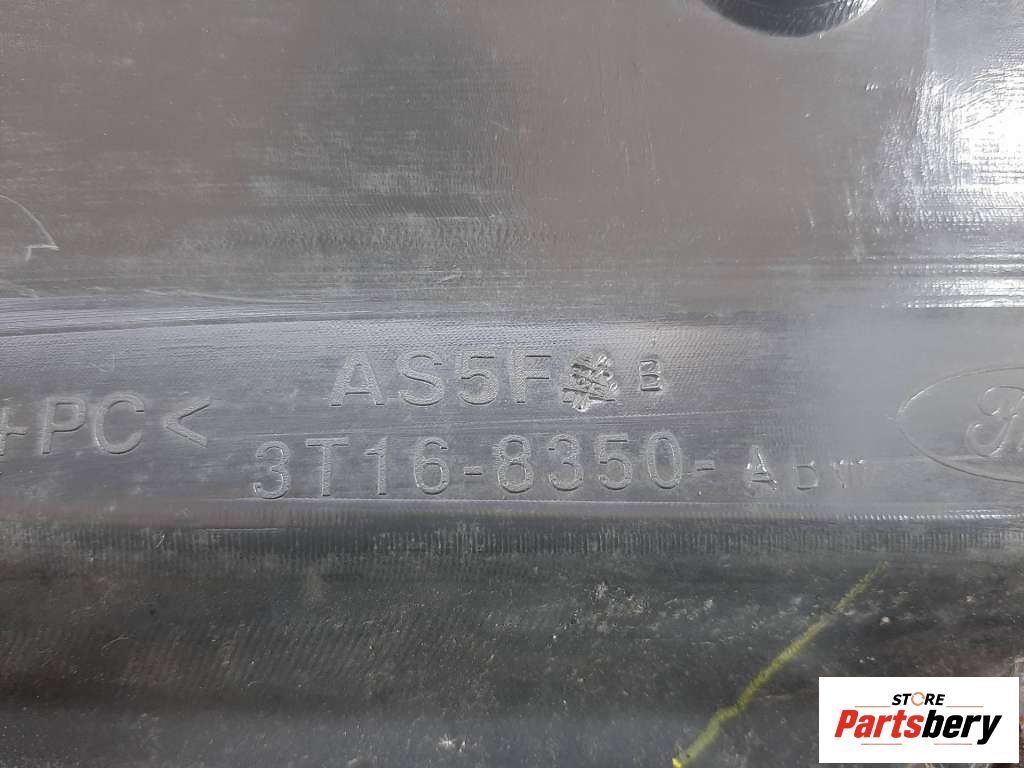 AS5F B
+PC<
3T16-8350-
STORE
Partsbery